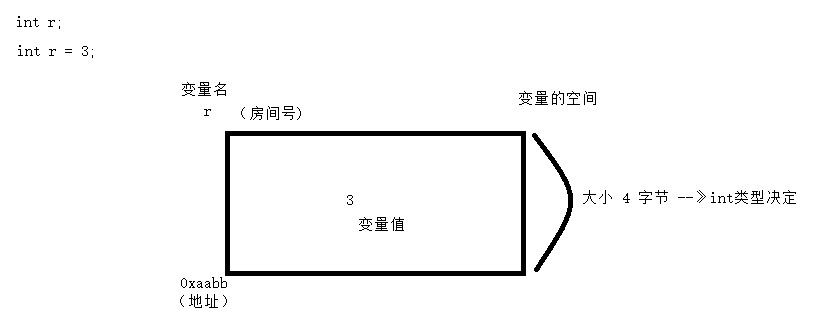 int r;
int r = 3;
变量名
变量的空间
r （房间号）
3
大小 4 字节 --》int类型决定
变量值
0xaabb
（地址）